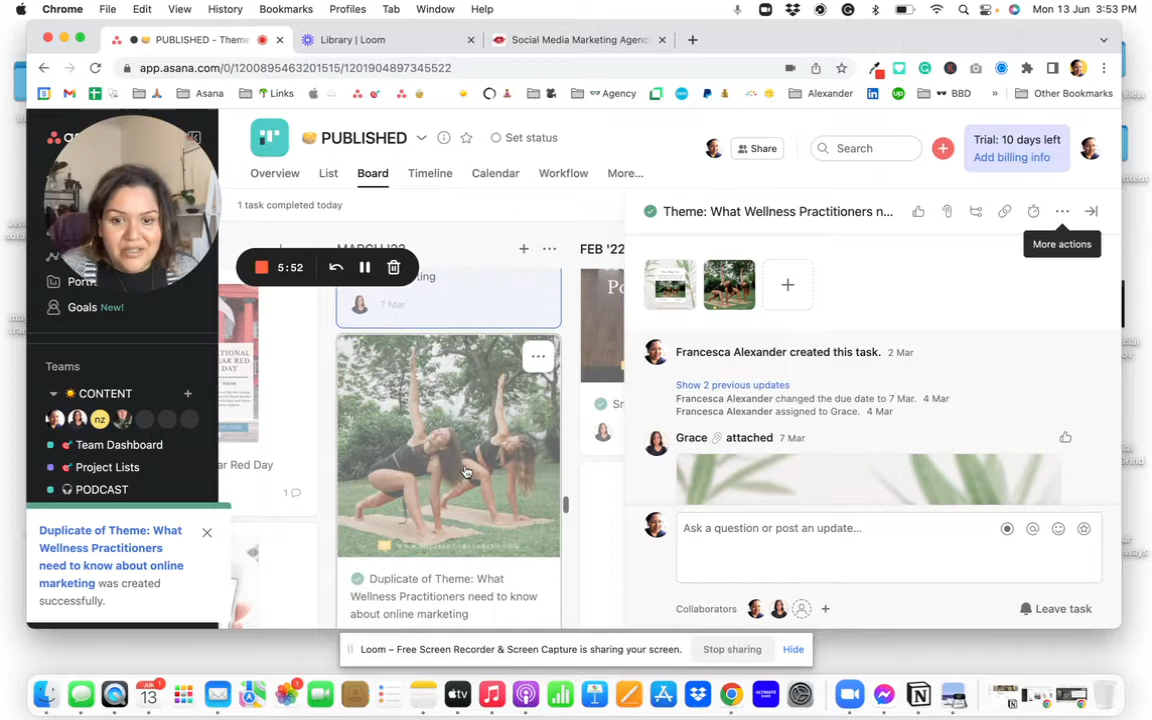 Chrome File Edit View History Bookmarks Profiles Tab Window Help Mon 13 Jun 3:53 PM
PUBLISHED - Theme Library | Loom Social Media Marketing Agency
app.asana.com/0/1200895463201515/1201904897345522
Asana Links Agency Alexander BBD » Other Bookmarks
PUBLISHED Set status
Share Search
Trial: 10 days left
Add billing info
Overview List Board Timeline Calendar Workflow More...
1 task completed today
Theme: What Wellness Practitioners n...
More actions
MARCH '22
FEB '22
5:52
7 Mar
Goals New!
Teams
CONTENT
nz
Team Dashboard
Project Lists
PODCAST
Duplicate of Theme: What
Wellness Practitioners
need to know about online
marketing was created
successfully.
ar Red Day
1
Duplicate of Theme: What
Wellness Practitioners need to know
about online marketing
Francesca Alexander created this task. 2 Mar
Show 2 previous updates
Francesca Alexander changed the due date to 7 Mar. 4 Mar
Francesca Alexander assigned to Grace. 4 Mar
Grace attached 7 Mar
Ask a question or post an update...
Collaborators
Leave task
Loom – Free Screen Recorder & Screen Capture is sharing your screen. Stop sharing Hide